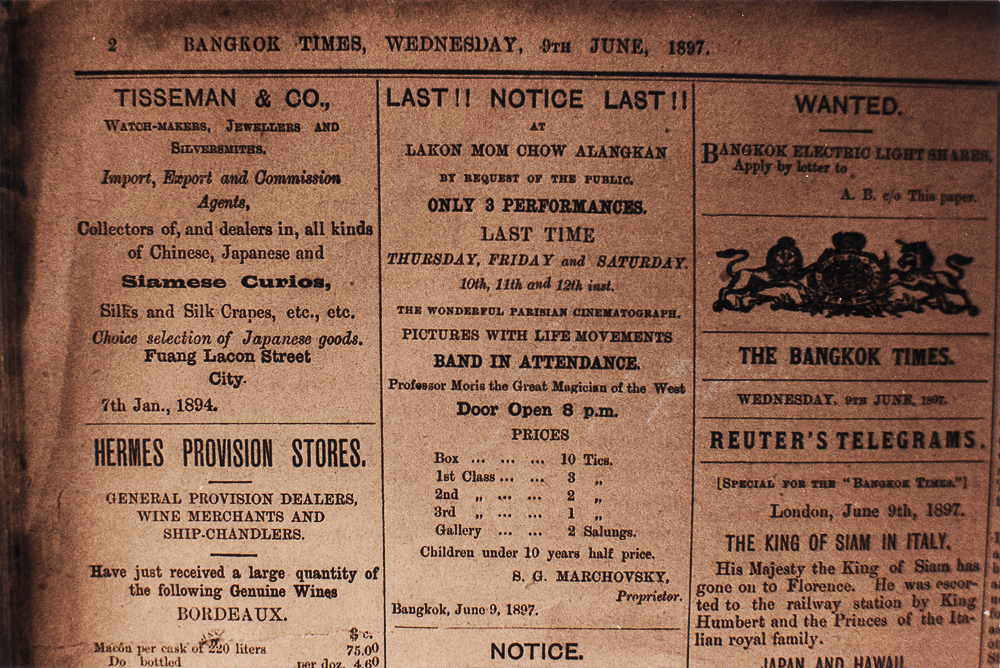 2 BANGKOK TIMES, WEDNESDAY, 9TH JUNE, 1897.
TISSEMAN & CO.,
WATCH-MAKERS, JEWELLERS AND
SILVERSMITHS.
Import, Export and Commission
Agents,
Collectors of, and dealers in, all kinds
of Chinese, Japanese and
Siamese Curios,
Silks and Silk Crapes, etc., etc.
Choice selection of Japanese goods.
Fuang Lacon Street
City.
7th Jan., 1894.
HERMES PROVISION STORES.
GENERAL PROVISION DEALERS,
WINE MERCHANTS AND
SHIP-CHANDLERS.
Have just received a large quantity of
the following Genuine Wines
BORDEAUX.
$ c.
Macôn per cask of 220 liters 75.00
Do bottled per doz. 4.60
LAST!! NOTICE LAST!!
AT
LAKON MOM CHOW ALANGKAN
BY REQUEST OF THE PUBLIC.
ONLY 3 PERFORMANCES.
LAST TIME
THURSDAY, FRIDAY and SATURDAY.
10th, 11th and 12th inst.
THE WONDERFUL PARISIAN CINEMATOGRAPH.
PICTURES WITH LIFE MOVEMENTS
BAND IN ATTENDANCE.
Professor Moris the Great Magician of the West
Door Open 8 p.m.
PRICES
Box ... ... ... 10 Tics.
1st Class ... ... 3 „
2nd „ ... ... 2 „
3rd „ ... ... 1 „
Gallery ... ... 2 Salungs.
Children under 10 years half price.
S. G. MARCHOVSKY,
Proprietor.
Bangkok, June 9, 1897.
NOTICE.
WANTED.
BANGKOK ELECTRIC LIGHT SHARES,
Apply by letter to
A. B. c/o This paper.
THE BANGKOK TIMES.
WEDNESDAY, 9TH JUNE, 1897.
REUTER'S TELEGRAMS.
[SPECIAL FOR THE "BANGKOK TIMES."]
London, June 9th, 1897.
THE KING OF SIAM IN ITALY.
His Majesty the King of Siam has
gone on to Florence. He was escor-
ted to the railway station by King
Humbert and the Princes of the Ita-
lian royal family.
JAPAN AND HAWAII.